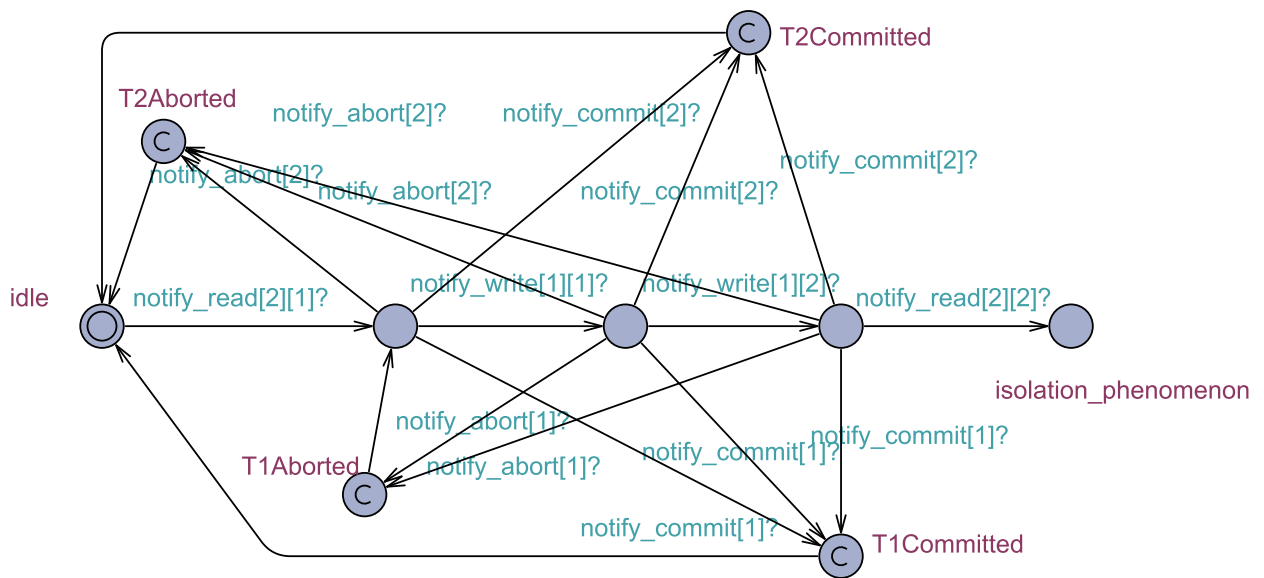 T2Committed
T2Aborted
notify_abort[2]?
notify_commit[2]?
notify_commit[2]?
notify_abort[2]?
notify_abort[2]?
notify_commit[2]?
idle
notify_read[2][1]?
notify_write[1][1]?
notify_write[1][2]?
notify_read[2][2]?
isolation_phenomenon
notify_abort[1]?
notify_commit[1]?
notify_commit[1]?
T1Aborted
notify_abort[1]?
notify_commit[1]?
T1Committed